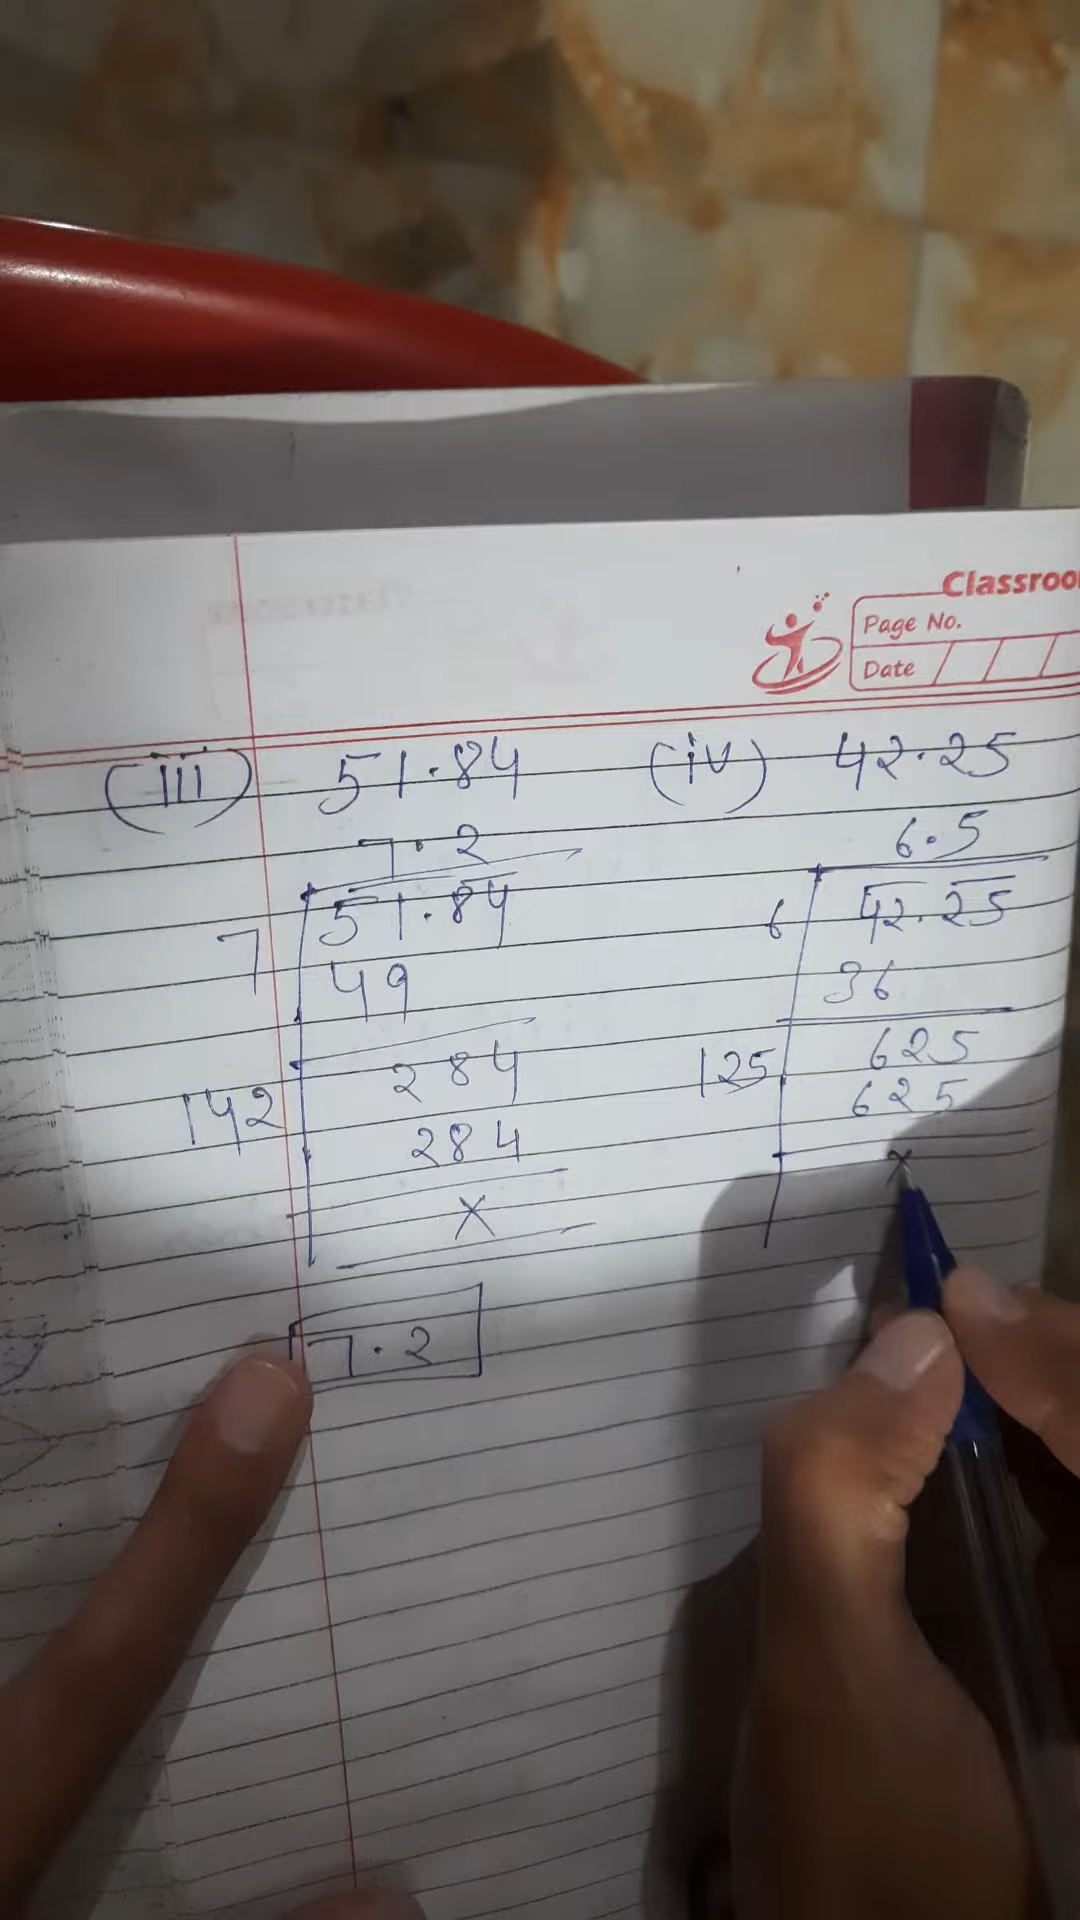 Classroo
Page No.
Date
(iii) 51.84
7.2
7 51.84
49
142 284
284
×
7.2
(iv) 42.25
6.5
6 42.25
36
125 625
625
×